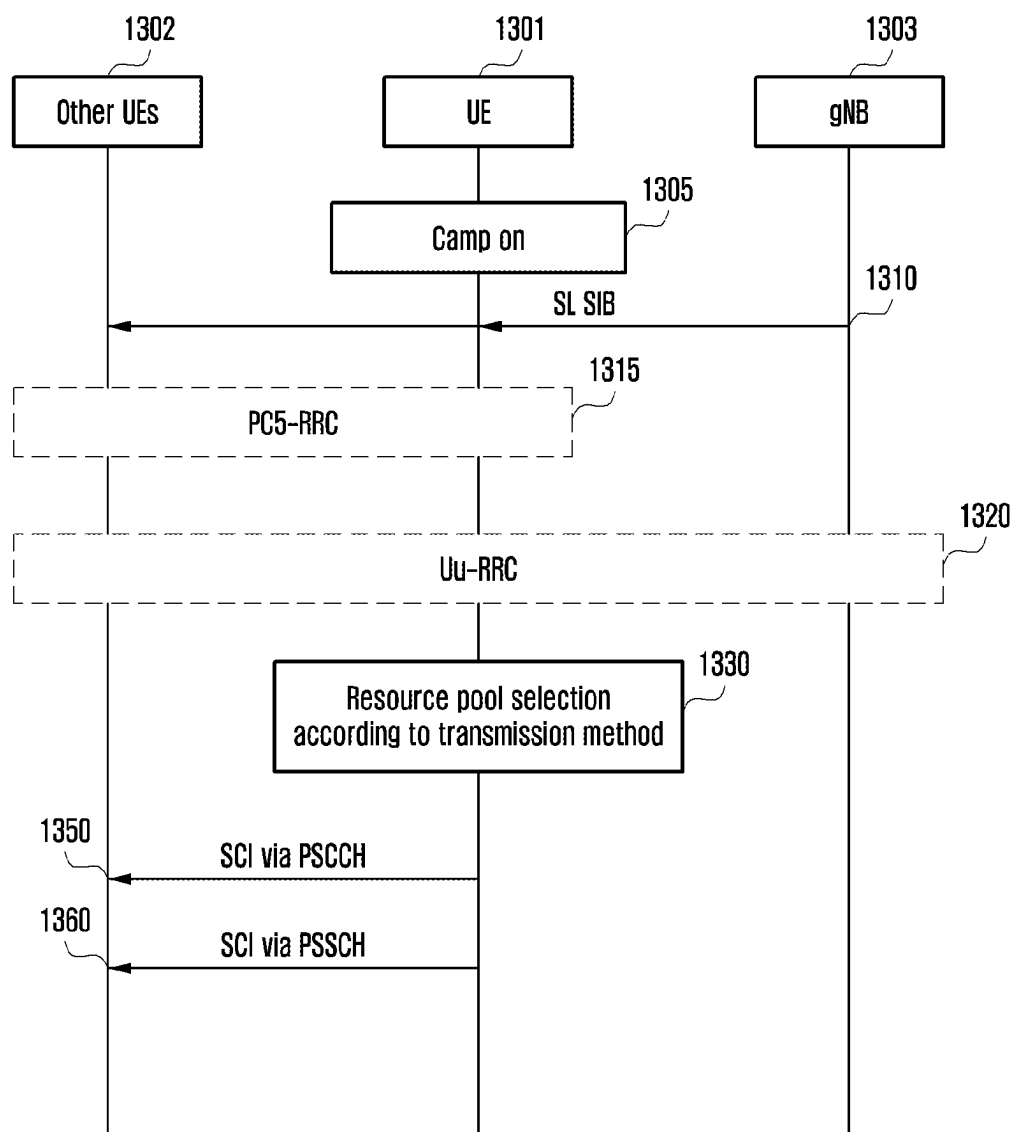 1302
1301
1303
Other UEs
UE
gNB
1305
Camp on
1310
SL SIB
1315
PC5-RRC
1320
Uu-RRC
1330
Resource pool selection
according to transmission method
1350
SCI via PSCCH
1360
SCI via PSSCH